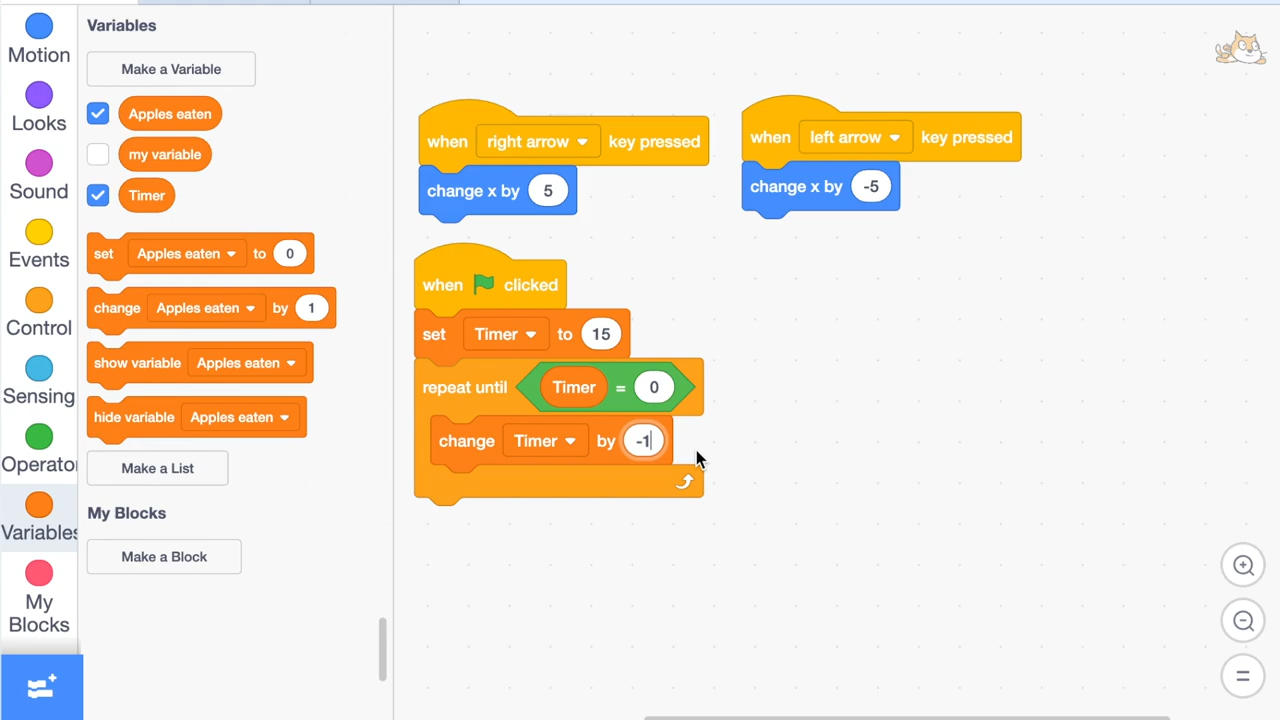 Motion
Looks
Sound
Events
Control
Sensing
Operato
Variables
My
Blocks
Variables
Make a Variable
Apples eaten
my variable
Timer
set Apples eaten to 0
change Apples eaten by 1
show variable Apples eaten
hide variable Apples eaten
Make a List
My Blocks
Make a Block
when right arrow key pressed
change x by 5
when left arrow key pressed
change x by -5
when clicked
set Timer to 15
repeat until Timer = 0
change Timer by -1